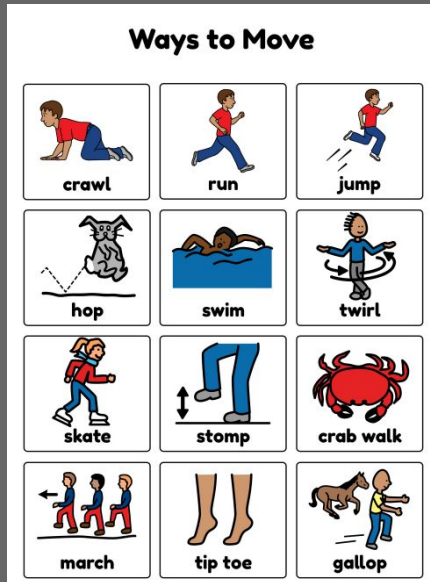 Ways to Move
crawl
run
jump
hop
swim
twirl
skate
stomp
crab walk
march
tip toe
gallop